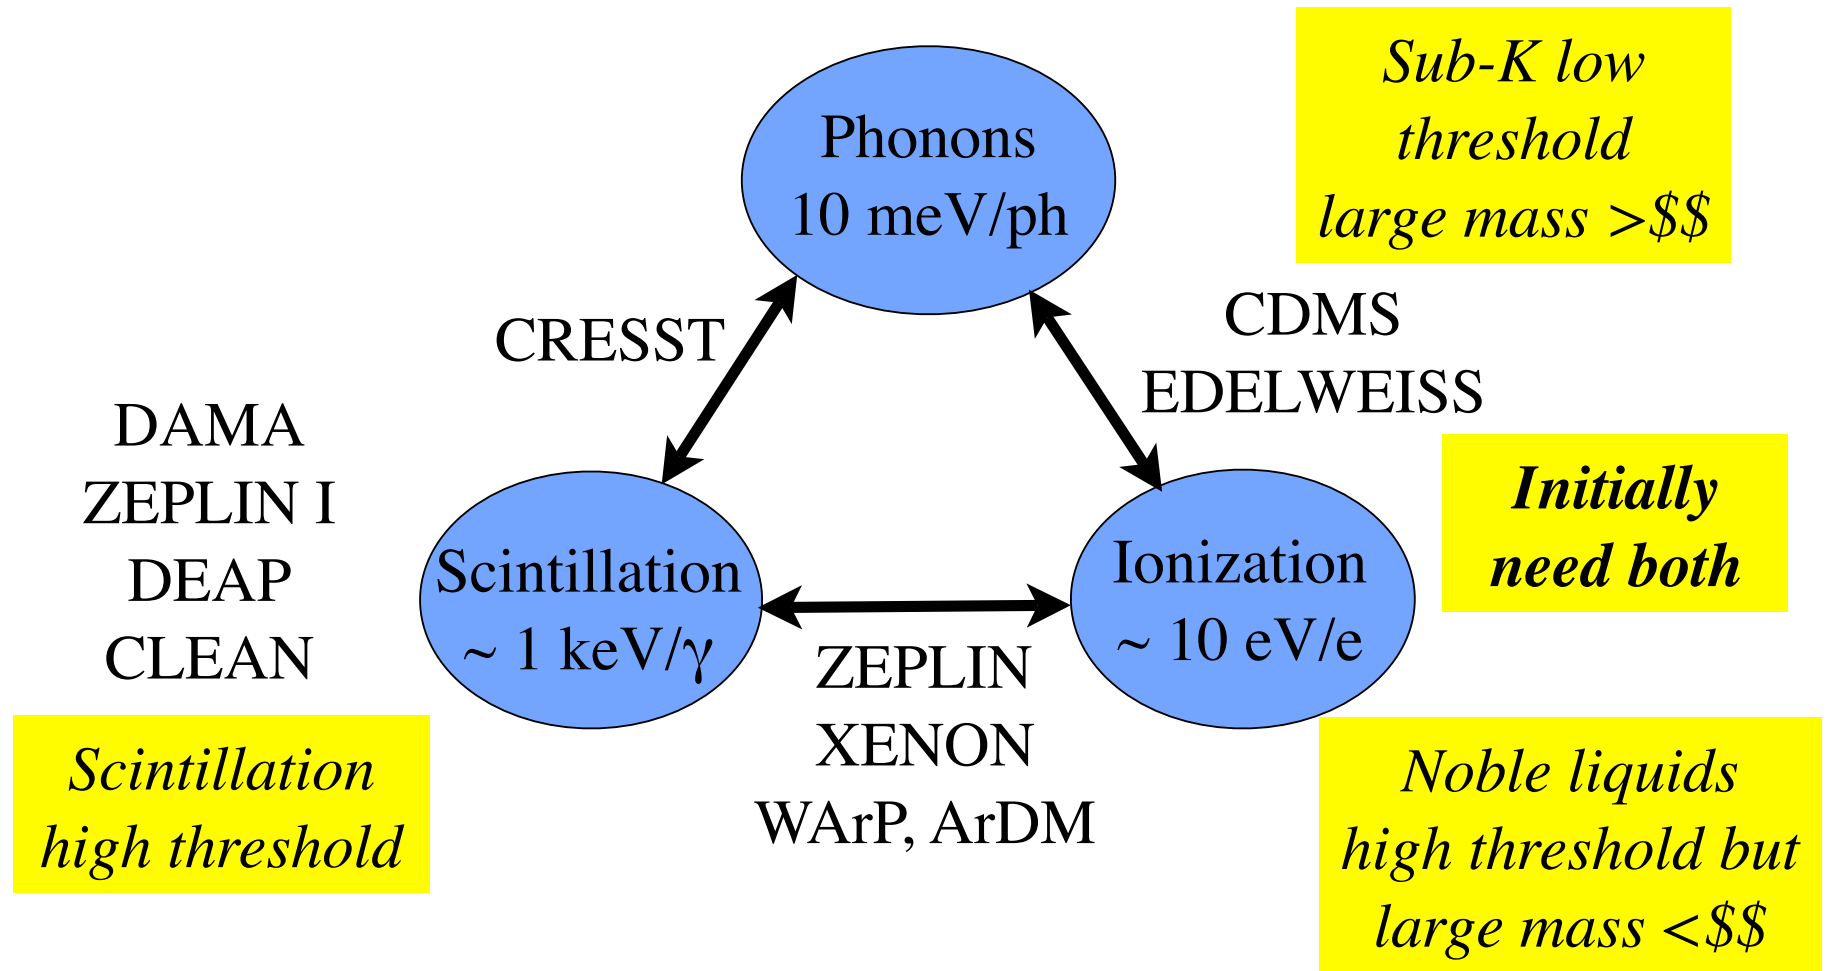 Phonons
10 meV/ph
Sub-K low
threshold
large mass >$$
CRESST
CDMS
EDELWEISS
DAMA
ZEPLIN I
DEAP
CLEAN
Scintillation
~ 1 keV/γ
Ionization
~ 10 eV/e
Initially
need both
ZEPLIN
XENON
WArP, ArDM
Scintillation
high threshold
Noble liquids
high threshold but
large mass <$$